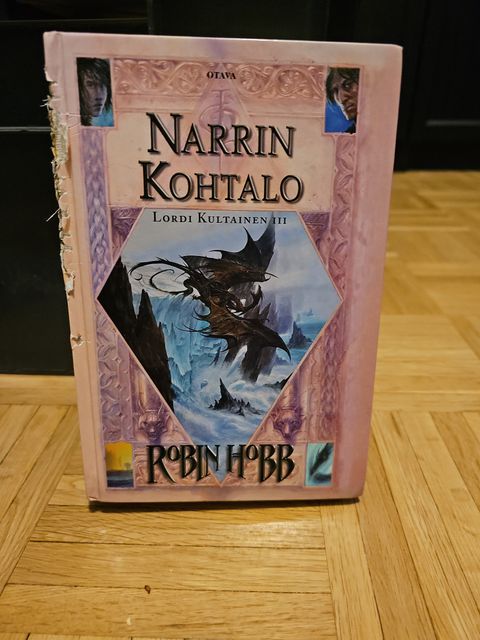 OTAVA
NARRIN
KOHTALO
LORDI KULTAINEN III
ROBIN HOBB